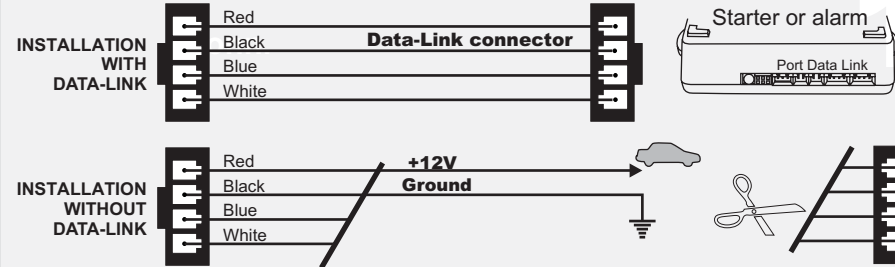 Red
Black
Blue
White
INSTALLATION
WITH
DATA-LINK
Data-Link connector
Starter or alarm
Port Data Link
Red
Black
Blue
White
INSTALLATION
WITHOUT
DATA-LINK
+12V
Ground